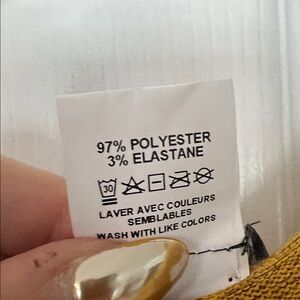 97% POLYESTER
3% ELASTANE
30
LAVER AVEC COULEURS
SEMBLABLES
WASH WITH LIKE COLORS